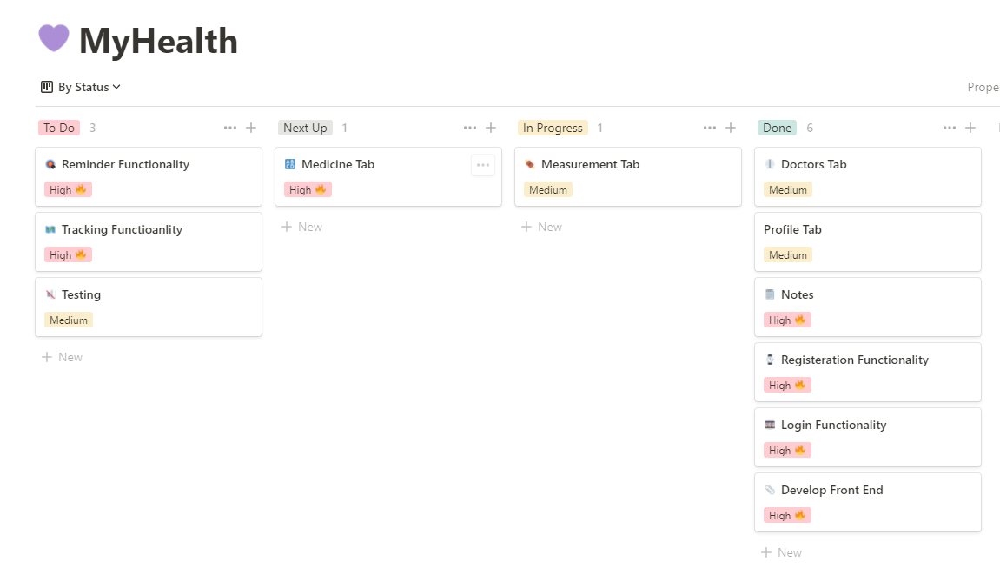 MyHealth
By Status
Prope
To Do 3
Reminder Functionality
High
Tracking Functioanlity
High
Testing
Medium
New
Next Up 1
Medicine Tab
High
New
In Progress 1
Measurement Tab
Medium
New
Done 6
Doctors Tab
Medium
Profile Tab
Medium
Notes
High
Registeration Functionality
High
Login Functionality
High
Develop Front End
High
New